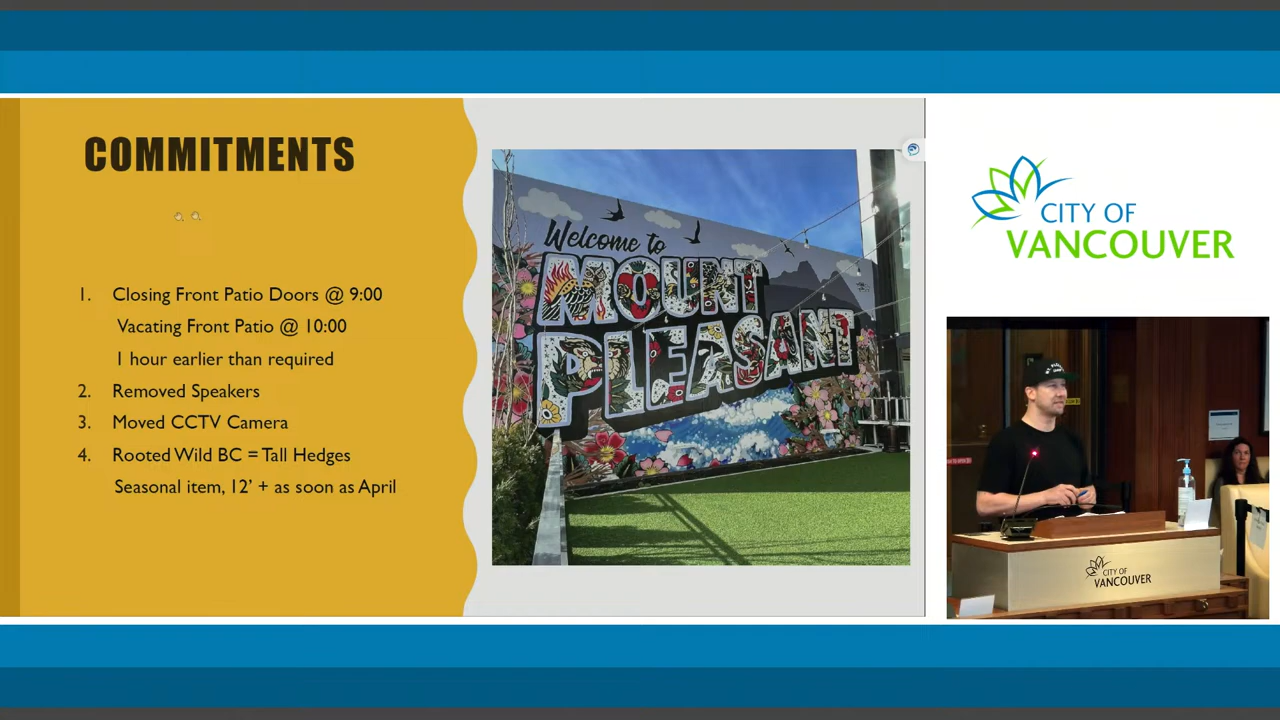 COMMITMENTS
1. Closing Front Patio Doors @ 9:00
Vacating Front Patio @ 10:00
1 hour earlier than required
2. Removed Speakers
3. Moved CCTV Camera
4. Rooted Wild BC = Tall Hedges
Seasonal item, 12’ + as soon as April
Welcome to
MOUNT
PLEASANT
CITY OF
VANCOUVER
CITY OF
VANCOUVER